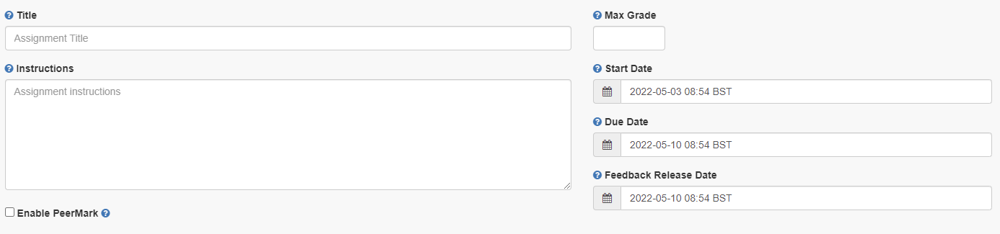 Title
Assignment Title
Instructions
Assignment instructions
Enable PeerMark
Max Grade
Start Date
2022-05-03 08:54 BST
Due Date
2022-05-10 08:54 BST
Feedback Release Date
2022-05-10 08:54 BST